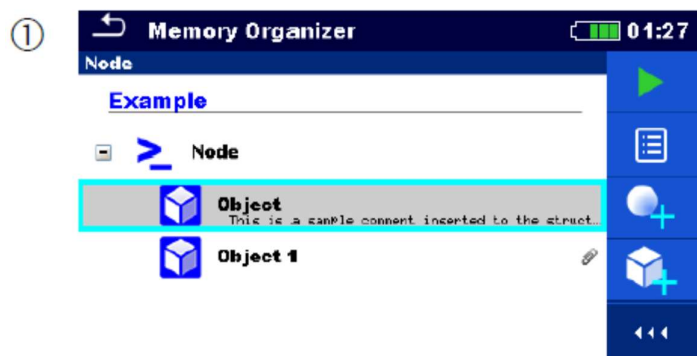 ①
Memory Organizer 01:27
Node
Example
Node
Object
This is a sample comment inserted to the struct...
Object 1